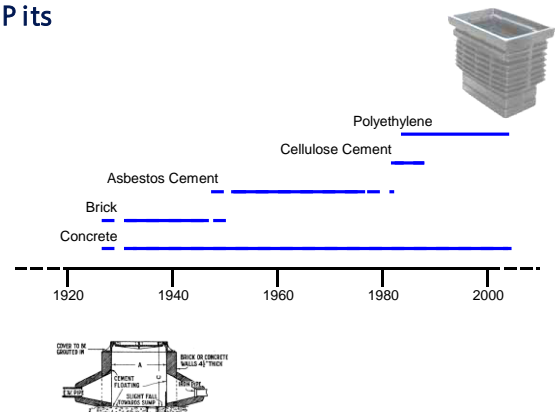 Pits
Polyethylene
Cellulose Cement
Asbestos Cement
Brick
Concrete
1920 1940 1960 1980 2000
COVER TO BE
GROUTED IN
A
BRICK OR CONCRETE
WALLS 4½" THICK
CEMENT
FLOATING
SLIGHT FALL
TOWARDS SUMP